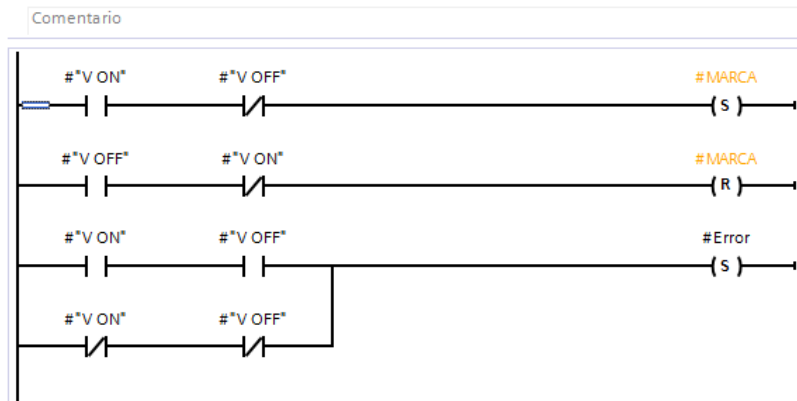 Comentario
#"V ON" #"V OFF" #MARCA
S
#"V OFF" #"V ON" #MARCA
R
#"V ON" #"V OFF" #Error
S
#"V ON" #"V OFF"